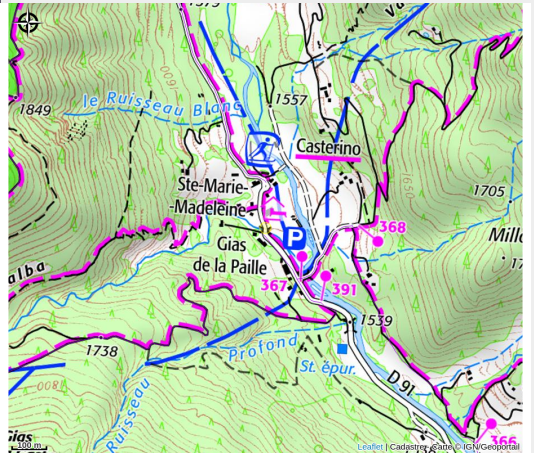 1849
le Ruisseau Blanc
1557
Casterino
Ste-Marie-
-Madeleine
1650
1705
368
P
Gias
de la Paille
367
391
1539
1738
Profond
St. épur.
D 91
Ruisseau
366
100 m
Leaflet | Cadastre - Carte © IGN/Geoportail